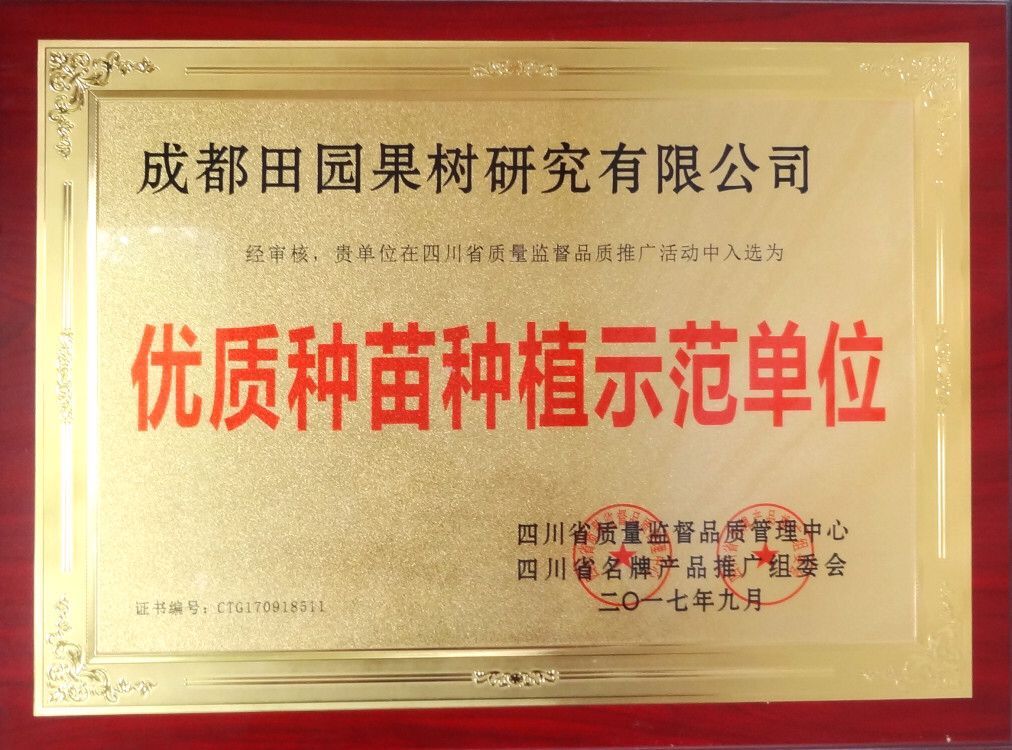 成都田园果树研究有限公司
经审核，贵单位在四川省质量监督品质推广活动中入选为
优质种苗种植示范单位
四川省质量监督品质管理中心
四川省名牌产品推广组委会
二〇一七年九月
证书编号：CTG170918511